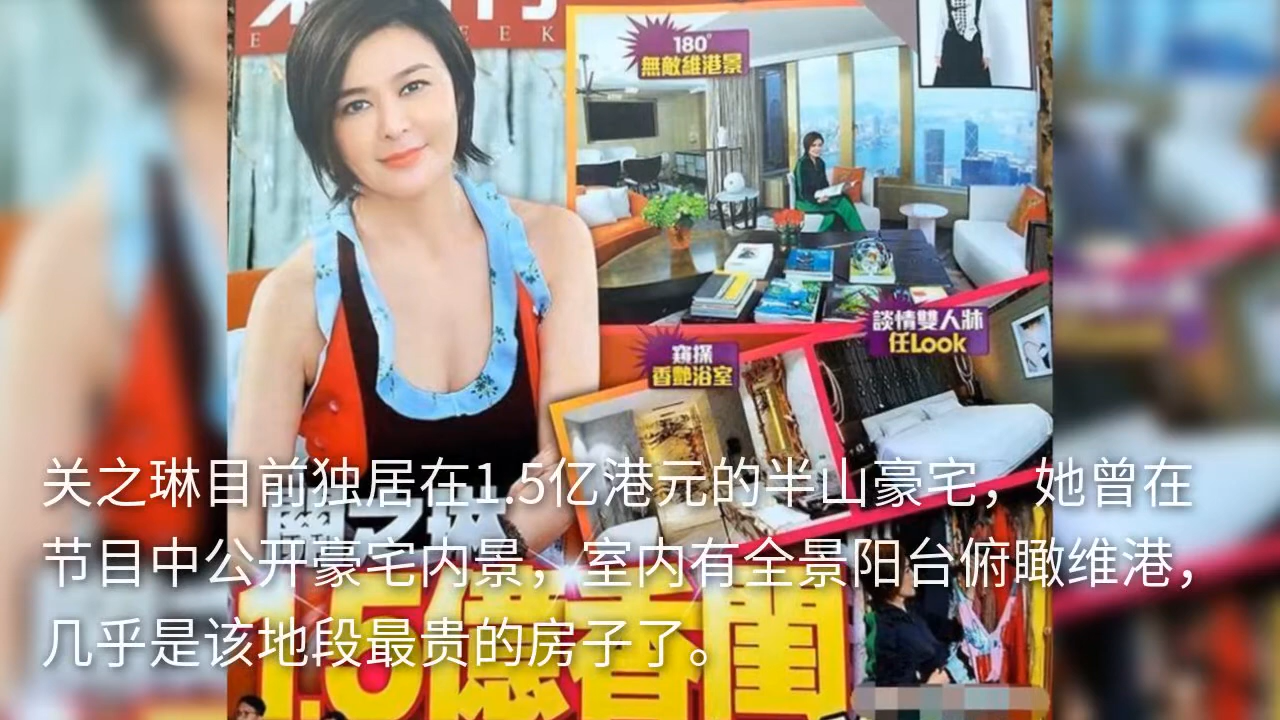 E
E K
180°
無敵維港景
談情雙人牀
任Look
窺探
香艷浴室
關之琳
1.5億香閨
关之琳目前独居在1.5亿港元的半山豪宅，她曾在
节目中公开豪宅内景，室内有全景阳台俯瞰维港，
几乎是该地段最贵的房子了。